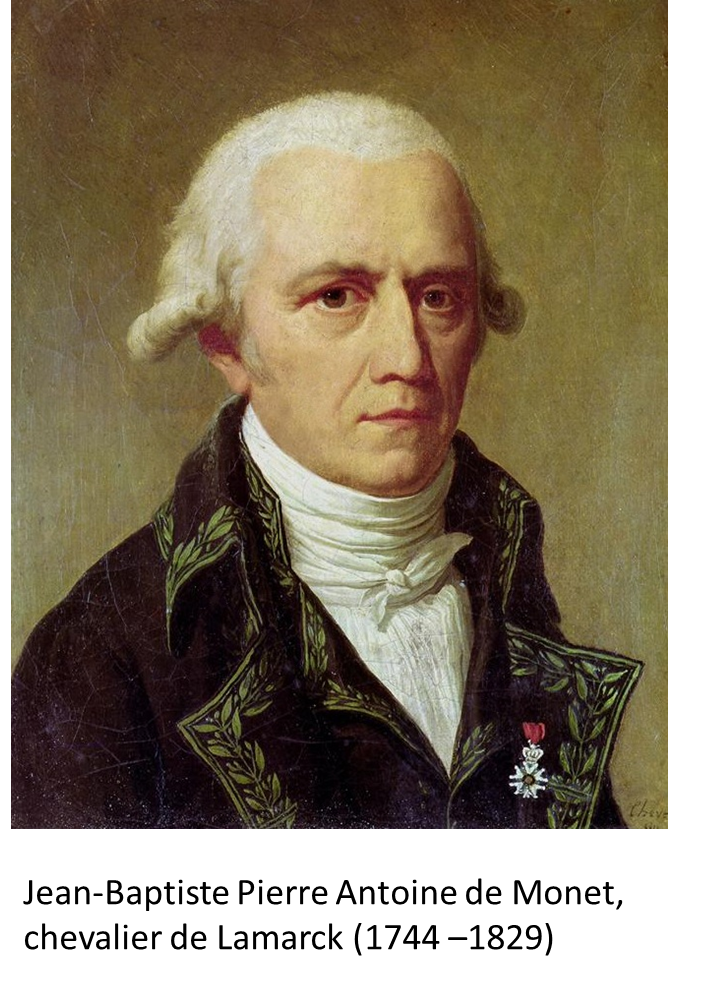 Jean-Baptiste Pierre Antoine de Monet,
chevalier de Lamarck (1744 –1829)